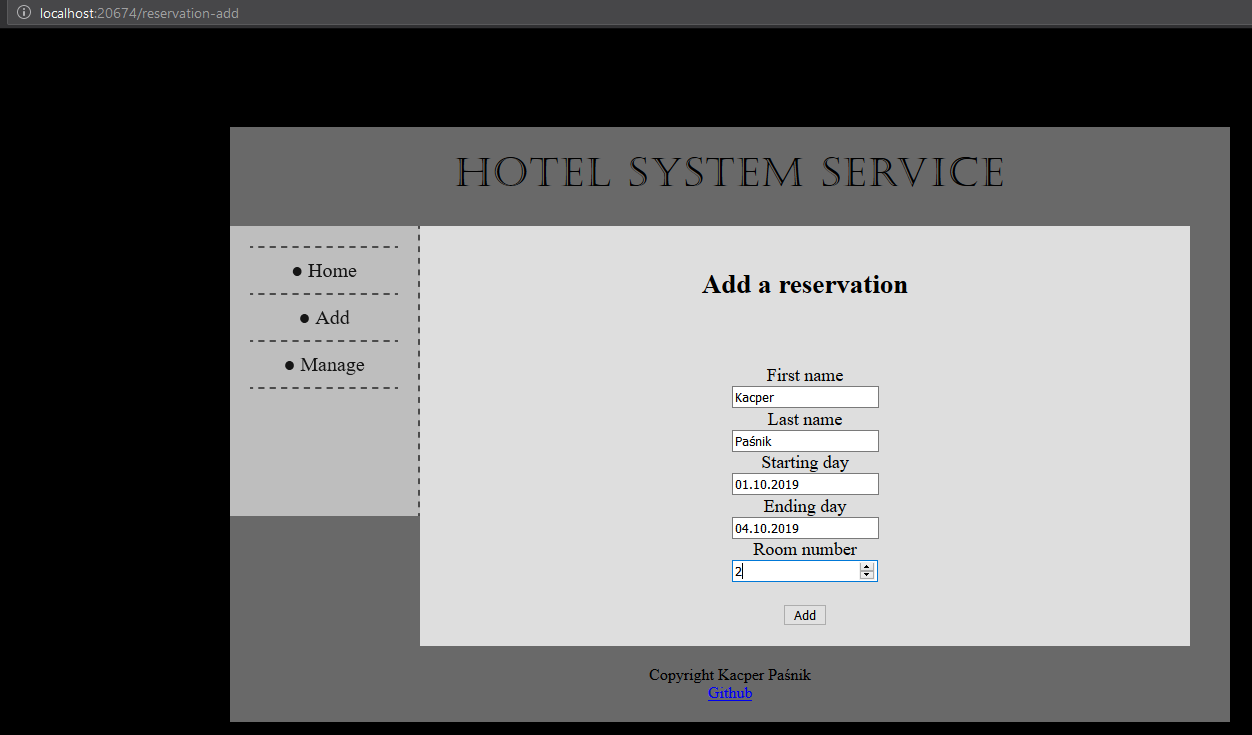 localhost:20674/reservation-add
HOTEL SYSTEM SERVICE
● Home
● Add
● Manage
Add a reservation
First name
Kacper
Last name
Paśnik
Starting day
01.10.2019
Ending day
04.10.2019
Room number
2
Add
Copyright Kacper Paśnik
Github